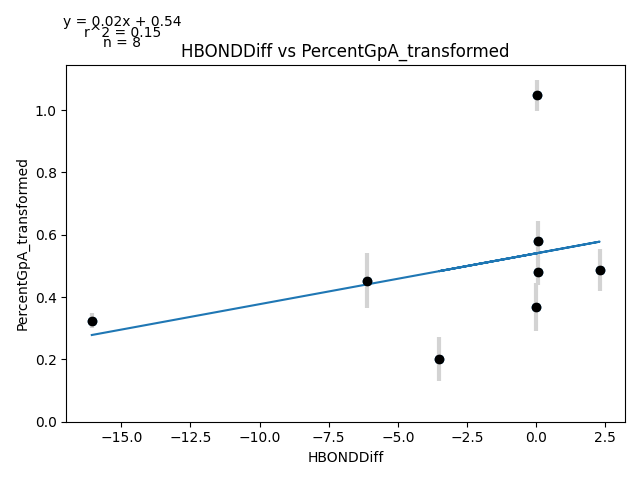 y = 0.02x + 0.54
r^2 = 0.15
n = 8
HBONDDiff vs PercentGpA_transformed
PercentGpA_transformed
1.0
0.8
0.6
0.4
0.2
0.0
−15.0 −12.5 −10.0 −7.5 −5.0 −2.5 0.0 2.5
HBONDDiff